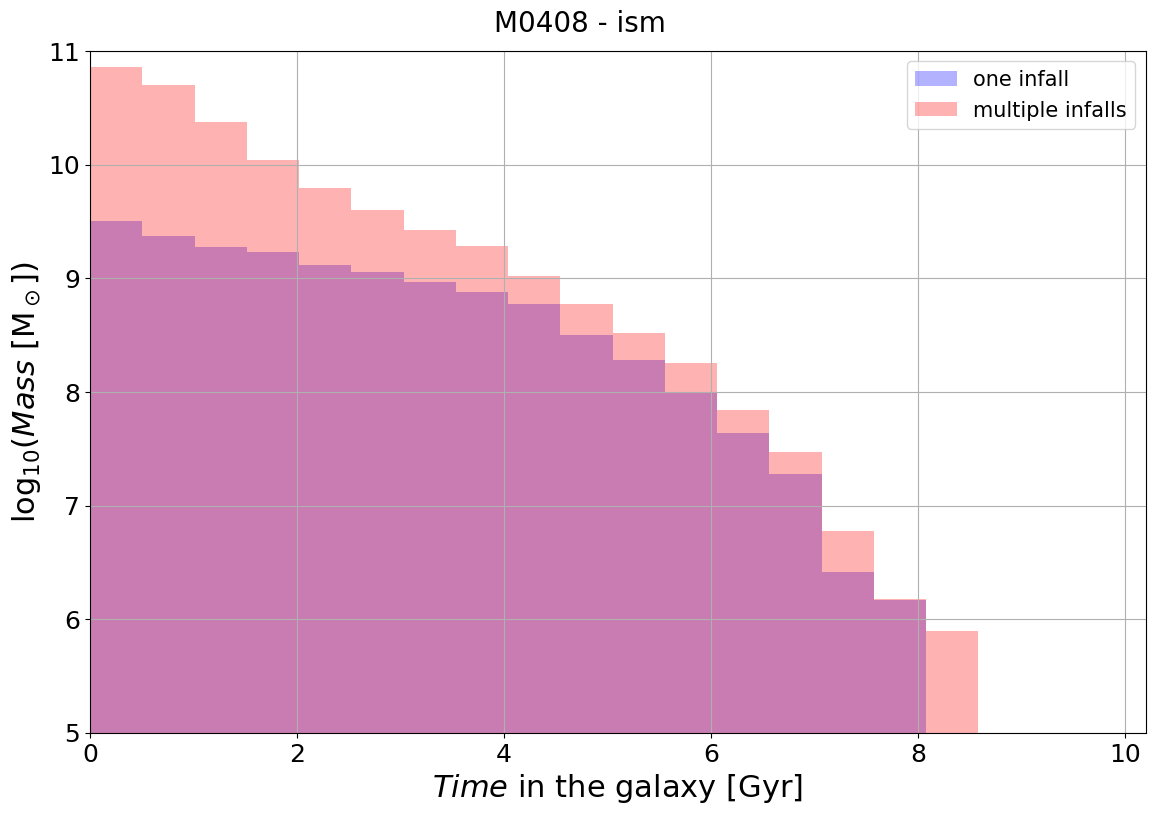 M0408 - ism
one infall
multiple infalls
11
10
9
8
7
6
5
log₁₀(Mass [M_⊙])
0 2 4 6 8 10
Time in the galaxy [Gyr]